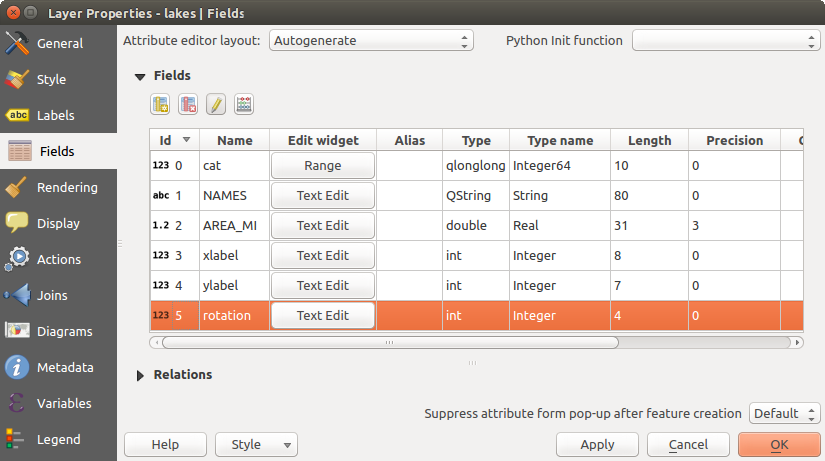 Layer Properties - lakes | Fields
General
Style
abc Labels
Fields
Rendering
Display
Actions
Joins
Diagrams
Metadata
Variables
Legend
Attribute editor layout: Autogenerate Python Init function
Fields
Id Name Edit widget Alias Type Type name Length Precision
123 0 cat Range qlonglong Integer64 10 0
abc 1 NAMES Text Edit QString String 80 0
1.2 2 AREA_MI Text Edit double Real 31 3
123 3 xlabel Text Edit int Integer 8 0
123 4 ylabel Text Edit int Integer 7 0
123 5 rotation Text Edit int Integer 4 0
Relations
Suppress attribute form pop-up after feature creation Default
Help Style Apply Cancel OK